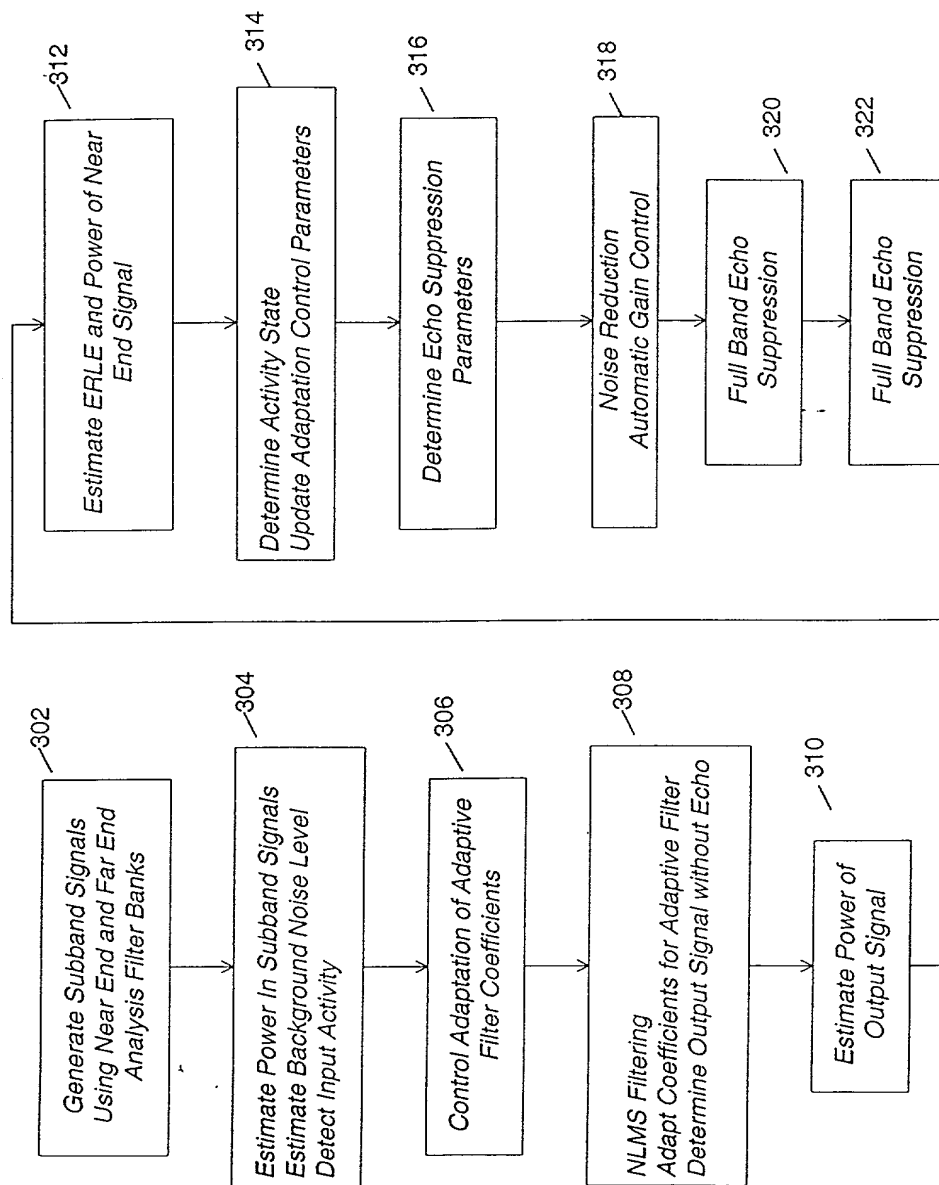 302
Generate Subband Signals
Using Near End and Far End
Analysis Filter Banks
304
Estimate Power In Subband Signals
Estimate Background Noise Level
Detect Input Activity
306
Control Adaptation of Adaptive
Filter Coefficients
308
NLMS Filtering
Adapt Coefficients for Adaptive Filter
Determine Output Signal without Echo
310
Estimate Power of
Output Signal
312
Estimate ERLE and Power of Near
End Signal
314
Determine Activity State
Update Adaptation Control Parameters
316
Determine Echo Suppression
Parameters
318
Noise Reduction
Automatic Gain Control
320
Full Band Echo
Suppression
322
Full Band Echo
Suppression